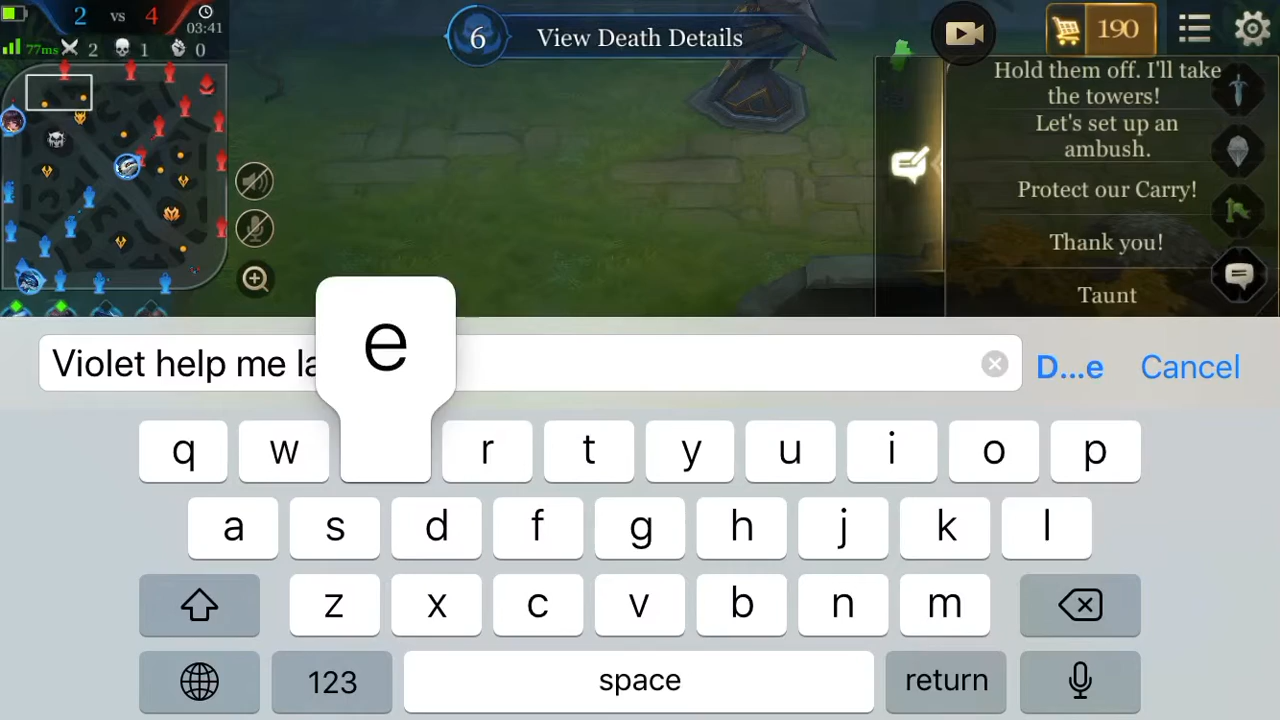 2 vs 4
03:41
77ms 2 1 0
6 View Death Details
190
Hold them off. I'll take
the towers!
Let's set up an
ambush.
Protect our Carry!
Thank you!
Taunt
Violet help me la
e
D...e Cancel
q w r t y u i o p
a s d f g h j k l
z x c v b n m
123 space return